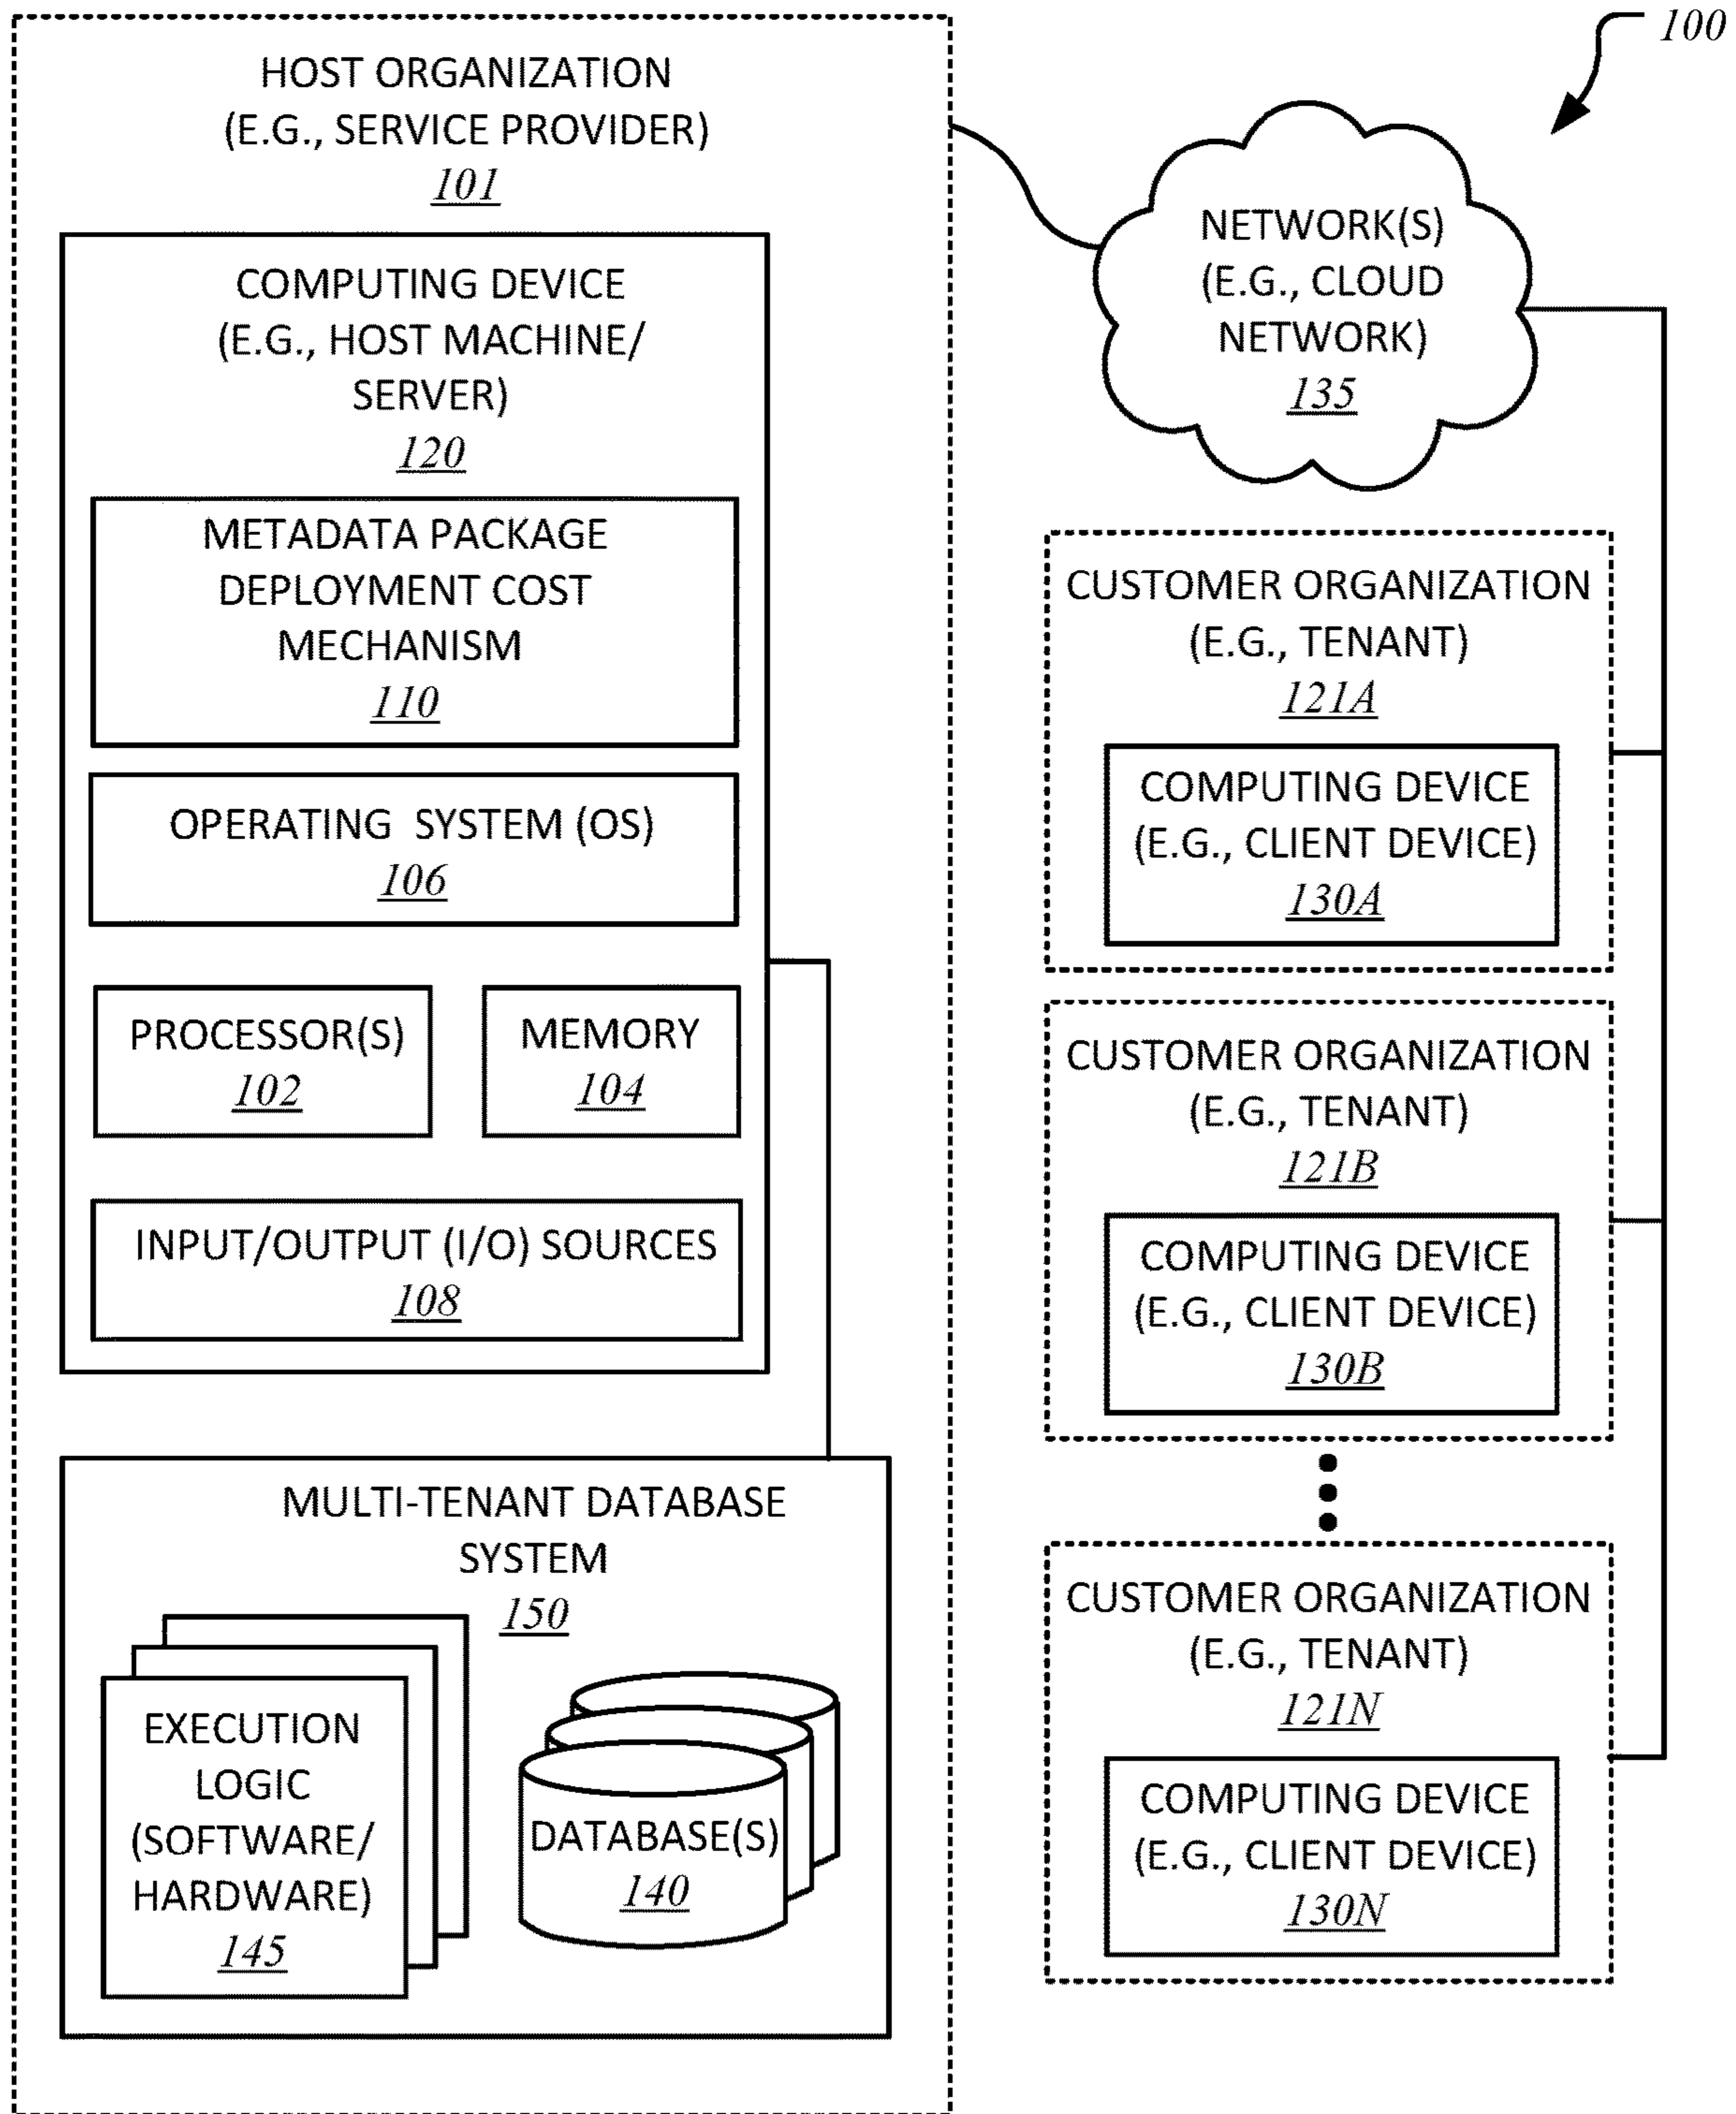 100
HOST ORGANIZATION
(E.G., SERVICE PROVIDER)
101
COMPUTING DEVICE
(E.G., HOST MACHINE/
SERVER)
120
METADATA PACKAGE
DEPLOYMENT COST
MECHANISM
110
OPERATING SYSTEM (OS)
106
PROCESSOR(S)
102
MEMORY
104
INPUT/OUTPUT (I/O) SOURCES
108
MULTI-TENANT DATABASE
SYSTEM
150
EXECUTION
LOGIC
(SOFTWARE/
HARDWARE)
145
DATABASE(S)
140
NETWORK(S)
(E.G., CLOUD
NETWORK)
135
CUSTOMER ORGANIZATION
(E.G., TENANT)
121A
COMPUTING DEVICE
(E.G., CLIENT DEVICE)
130A
CUSTOMER ORGANIZATION
(E.G., TENANT)
121B
COMPUTING DEVICE
(E.G., CLIENT DEVICE)
130B
CUSTOMER ORGANIZATION
(E.G., TENANT)
121N
COMPUTING DEVICE
(E.G., CLIENT DEVICE)
130N